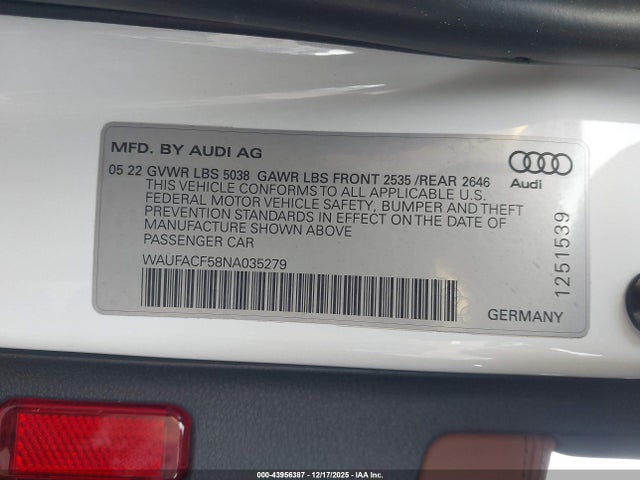 MFD. BY AUDI AG
05 22 GVWR LBS 5038 GAWR LBS FRONT 2535 /REAR 2646
THIS VEHICLE CONFORMS TO ALL APPLICABLE U.S.
FEDERAL MOTOR VEHICLE SAFETY, BUMPER AND THEFT
PREVENTION STANDARDS IN EFFECT ON THE DATE OF
MANUFACTURE SHOWN ABOVE
PASSENGER CAR
WAUFACF58NA035279
Audi
1251539
GERMANY
000-43956387 - 12/17/2025 - IAA Inc.